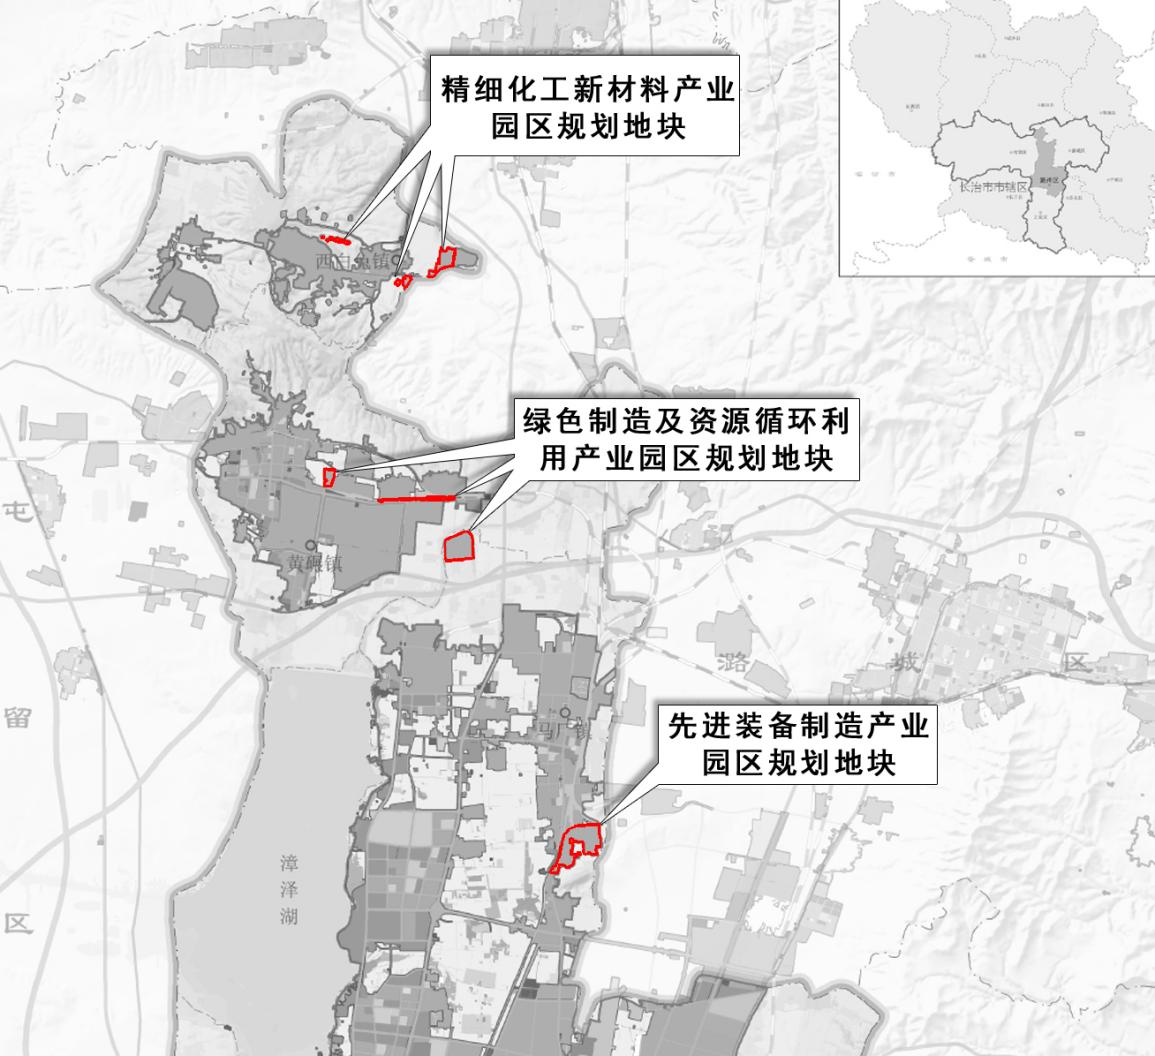 精细化工新材料产业
园区规划地块
长治市市辖区
潞州区
西白兔镇
绿色制造及资源循环利
用产业园区规划地块
屯
黄碾镇
潞
城
区
留
先进装备制造产业
园区规划地块
马厂镇
漳
泽
湖
区